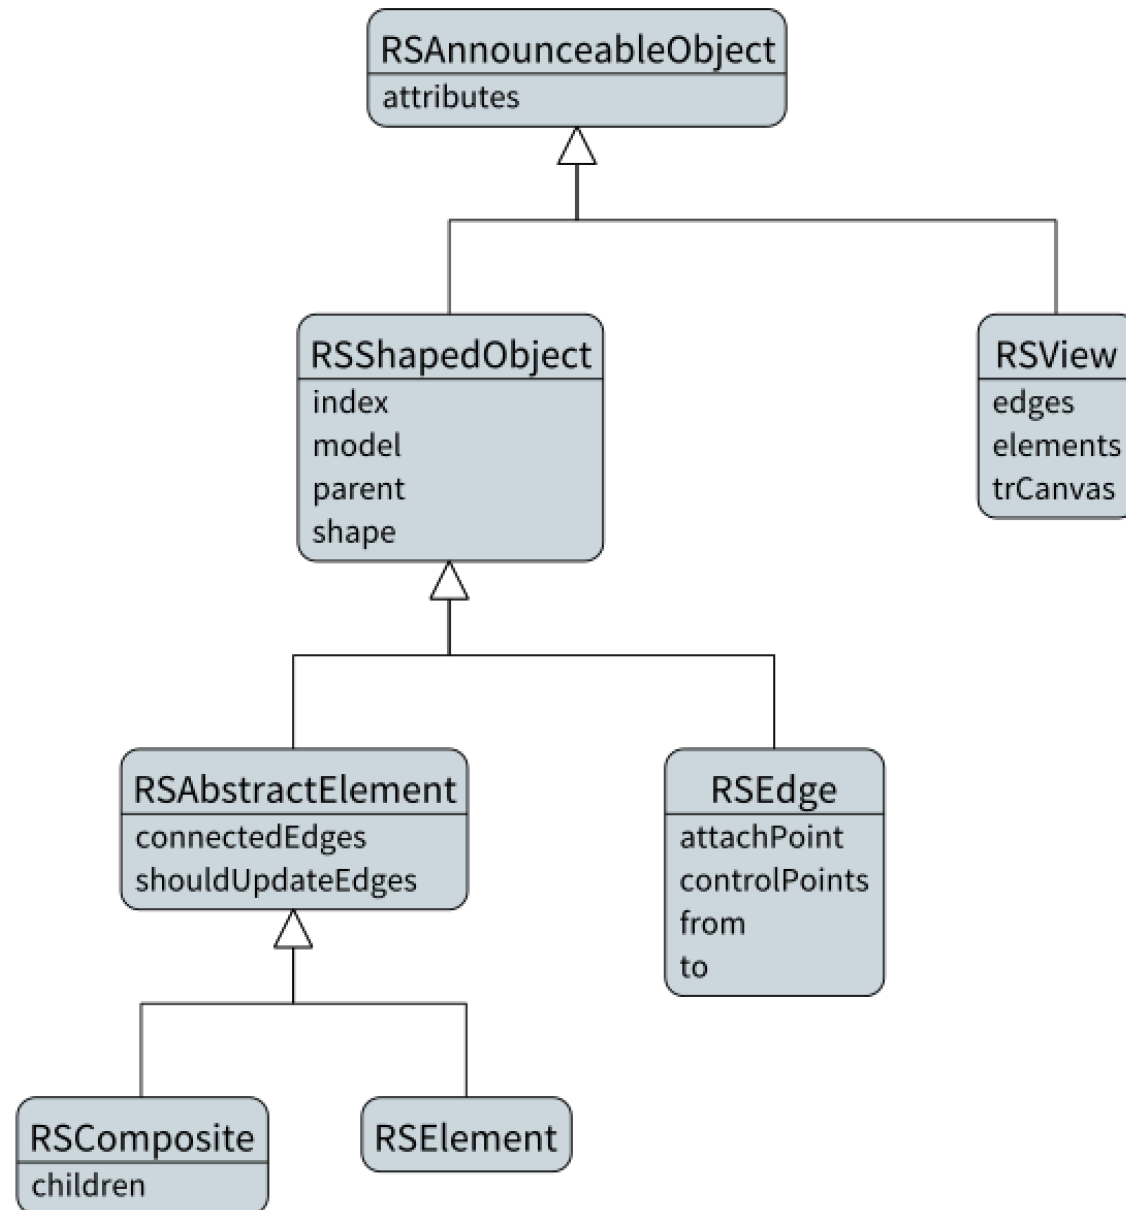 RSAnnounceableObject
attributes
RSShapedObject
index
model
parent
shape
RSView
edges
elements
trCanvas
RSAbstractElement
connectedEdges
shouldUpdateEdges
RSEdge
attachPoint
controlPoints
from
to
RSComposite
children
RSElement